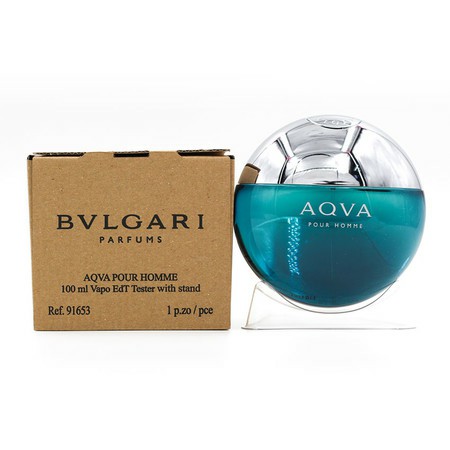 BVLGARI
PARFUMS
AQVA POUR HOMME
100 ml Vapo EdT Tester with stand
Ref. 91653 1 p.zo / pce
AQVA
POUR HOMME